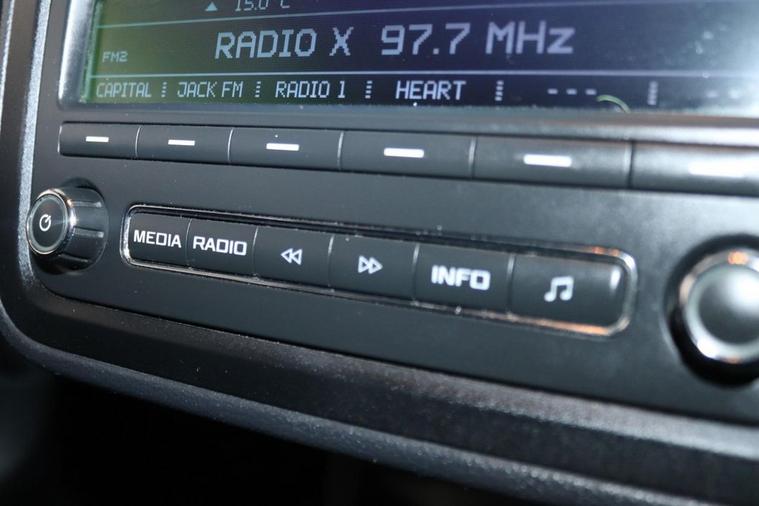 ▲ 15.0°C
RADIO X 97.7 MHz
FM2
CAPITAL ⋮ JACK FM ⋮ RADIO 1 ⋮ HEART ⋮ --- ⋮
MEDIA RADIO INFO